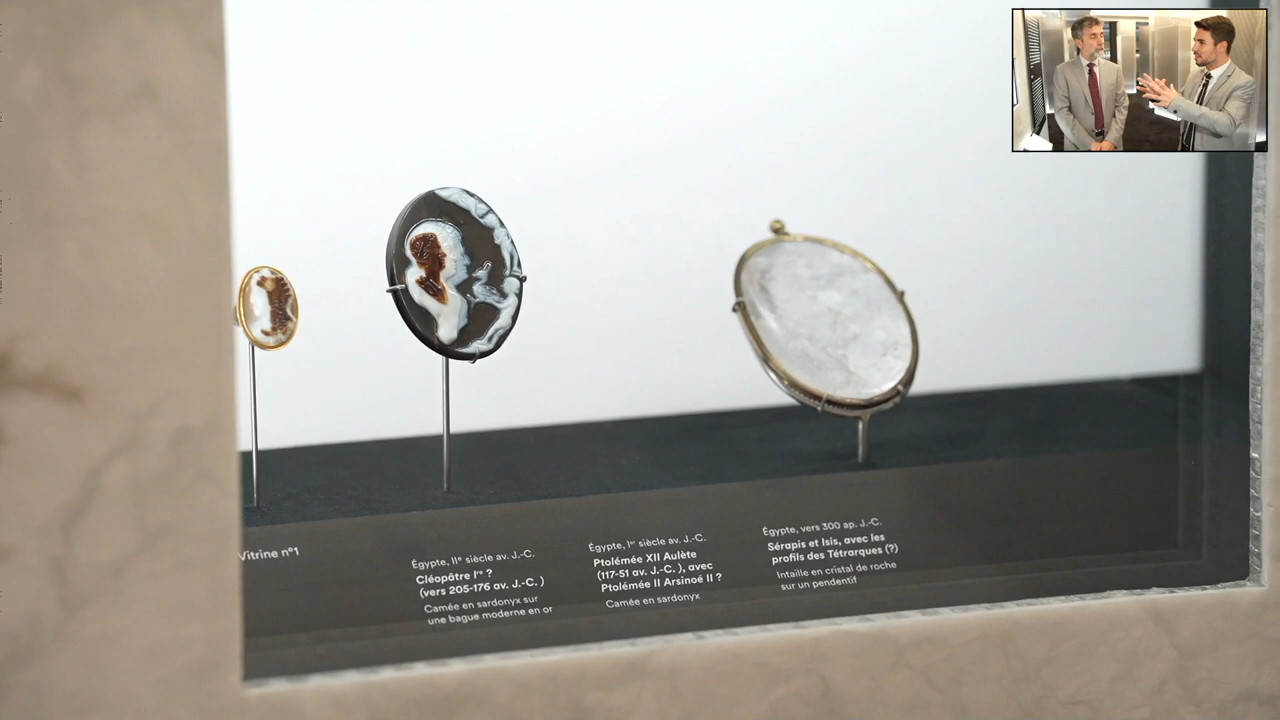 Vitrine n°1
Égypte, IIᵉ siècle av. J.-C.
Cléopâtre Iʳᵉ ?
(vers 205-176 av. J.-C. )
Camée en sardonyx sur
une bague moderne en or
Égypte, Iᵉʳ siècle av. J.-C.
Ptolémée XII Aulète
(117-51 av. J.-C. ), avec
Ptolémée II Arsinoé II ?
Camée en sardonyx
Égypte, vers 300 ap. J.-C.
Sérapis et Isis, avec les
profils des Tétrarques (?)
Intaille en cristal de roche
sur un pendentif